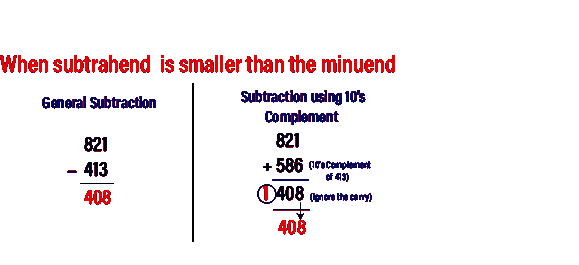 When subtrahend is smaller than the minuend
General Subtraction
821
− 413
408
Subtraction using 10's
Complement
821
+ 586 (10's Complement
of 413)
1 408 (Ignore the carry)
408